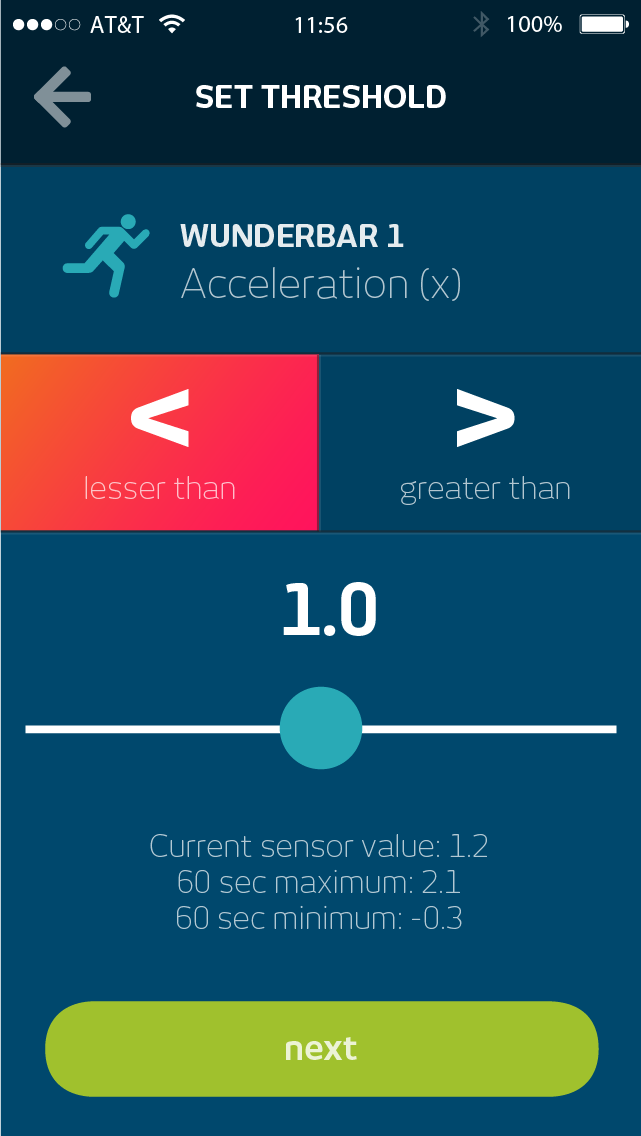 AT&T 11:56 100%
SET THRESHOLD
WUNDERBAR 1
Acceleration (x)
< >
lesser than greater than
1.0
Current sensor value: 1.2
60 sec maximum: 2.1
60 sec minimum: -0.3
next